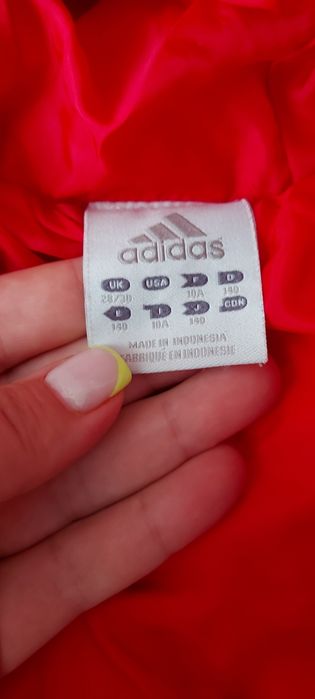 adidas
UK USA F D
28/30 10A 140
E I J CDN
140 10A 140
MADE IN INDONESIA
FABRIQUE EN INDONESIE